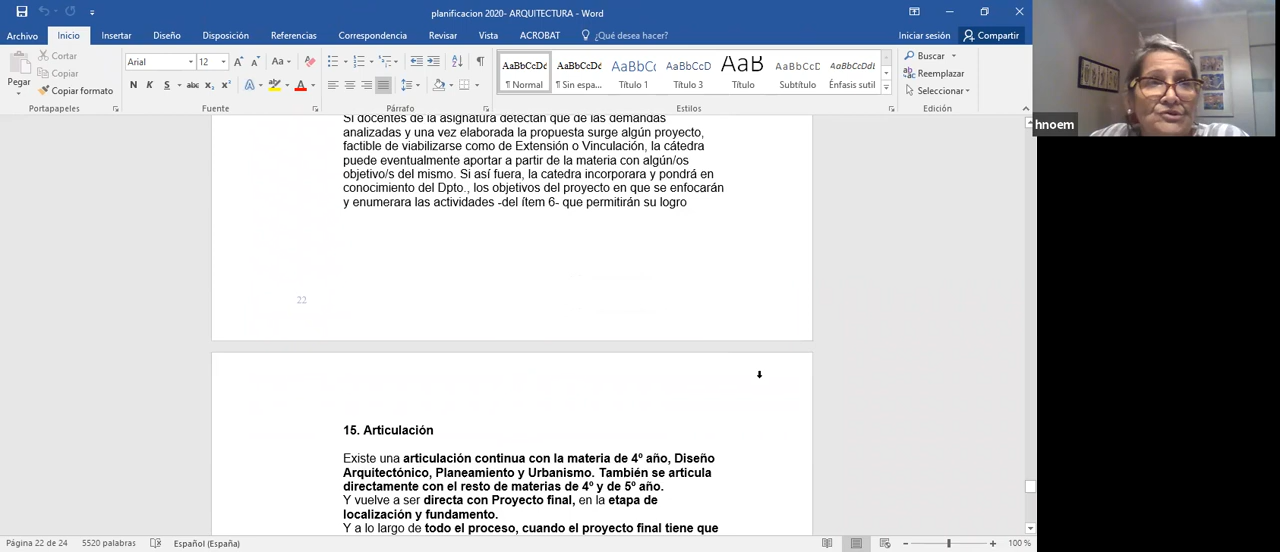 planificacion 2020- ARQUITECTURA - Word
Archivo Inicio Insertar Diseño Disposición Referencias Correspondencia Revisar Vista ACROBAT ¿Qué desea hacer? Iniciar sesión Compartir
Pegar
Cortar
Copiar
Copiar formato
Portapapeles
Arial 12 A A Aa
N K S abc x₂ x² A A
Fuente
Párrafo
AaBbCcDd
¶ Normal
AaBbCcDd
¶ Sin espa...
AaBbCc
Título 1
AaBbCcD
Título 3
AaB
Título
AaBbCcD
Subtítulo
AaBbCcDd
Énfasis sutil
Estilos
Buscar
Reemplazar
Seleccionar
Edición
hnoem
Si docentes de la asignatura detectan que de las demandas
analizadas y una vez elaborada la propuesta surge algún proyecto,
factible de viabilizarse como de Extensión o Vinculación, la cátedra
puede eventualmente aportar a partir de la materia con algún/os
objetivo/s del mismo. Si así fuera, la catedra incorporara y pondrá en
conocimiento del Dpto., los objetivos del proyecto en que se enfocarán
y enumerara las actividades -del ítem 6- que permitirán su logro
22
15. Articulación
Existe una articulación continua con la materia de 4º año, Diseño
Arquitectónico, Planeamiento y Urbanismo. También se articula
directamente con el resto de materias de 4º y de 5º año.
Y vuelve a ser directa con Proyecto final, en la etapa de
localización y fundamento.
Y a lo largo de todo el proceso, cuando el proyecto final tiene que
Página 22 de 24 5520 palabras Español (España) 100 %